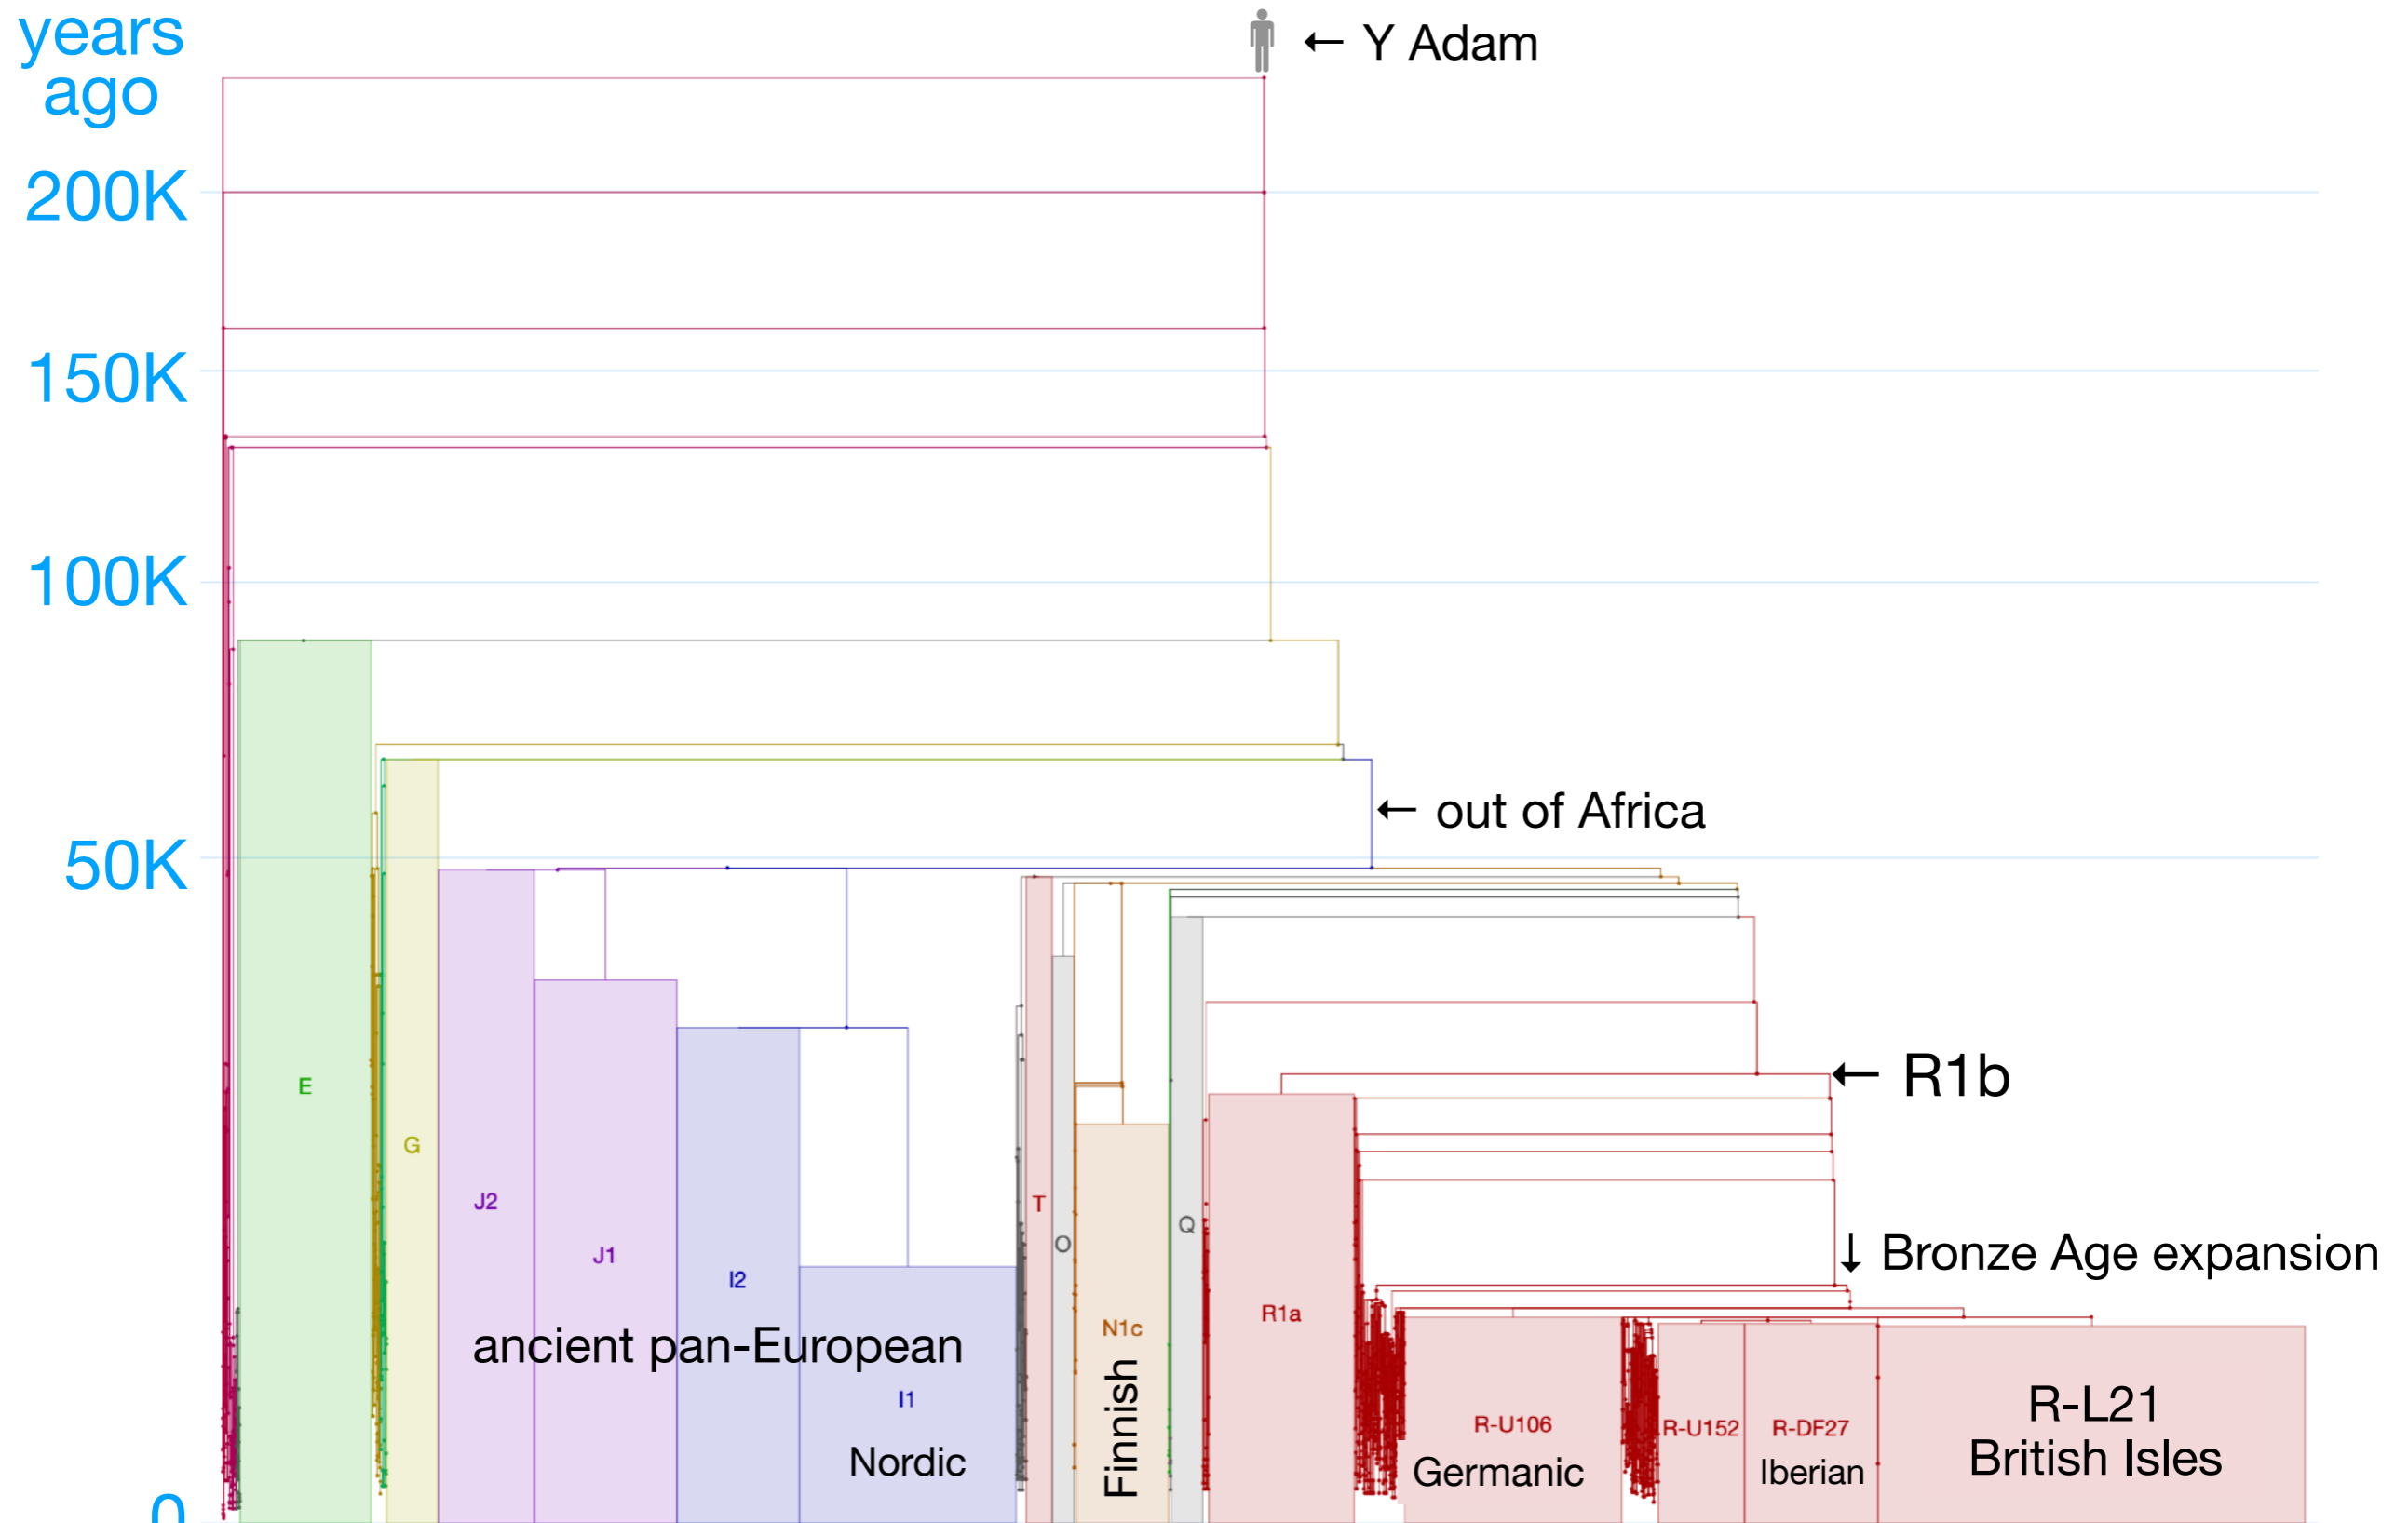 years
ago
← Y Adam
200K
150K
100K
← out of Africa
50K
← R1b
E
G
J2
T
Q
O
J1
↓ Bronze Age expansion
I2
R1a
N1c
ancient pan-European
Finnish
I1
R-L21
R-U106
R-U152
R-DF27
Nordic
Germanic
Iberian
British Isles
0